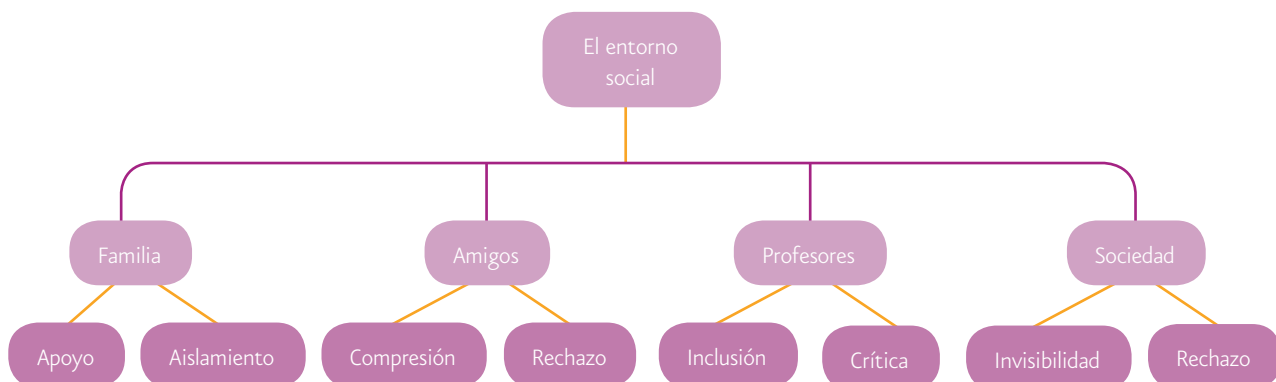 El entorno
social
Familia
Amigos
Profesores
Sociedad
Apoyo
Aislamiento
Compresión
Rechazo
Inclusión
Crítica
Invisibilidad
Rechazo